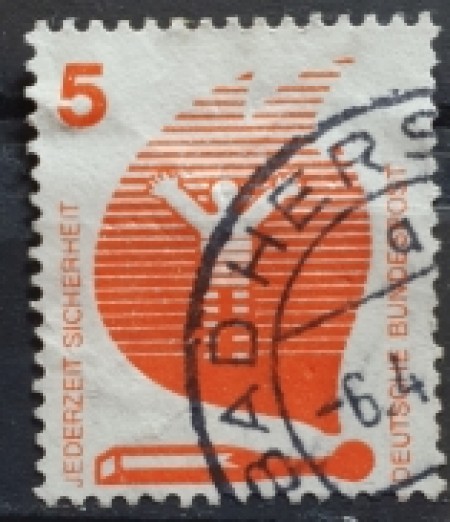 5
JEDERZEIT SICHERHEIT
DEUTSCHE BUNDESPOST
BAD HERS
a
-6.4